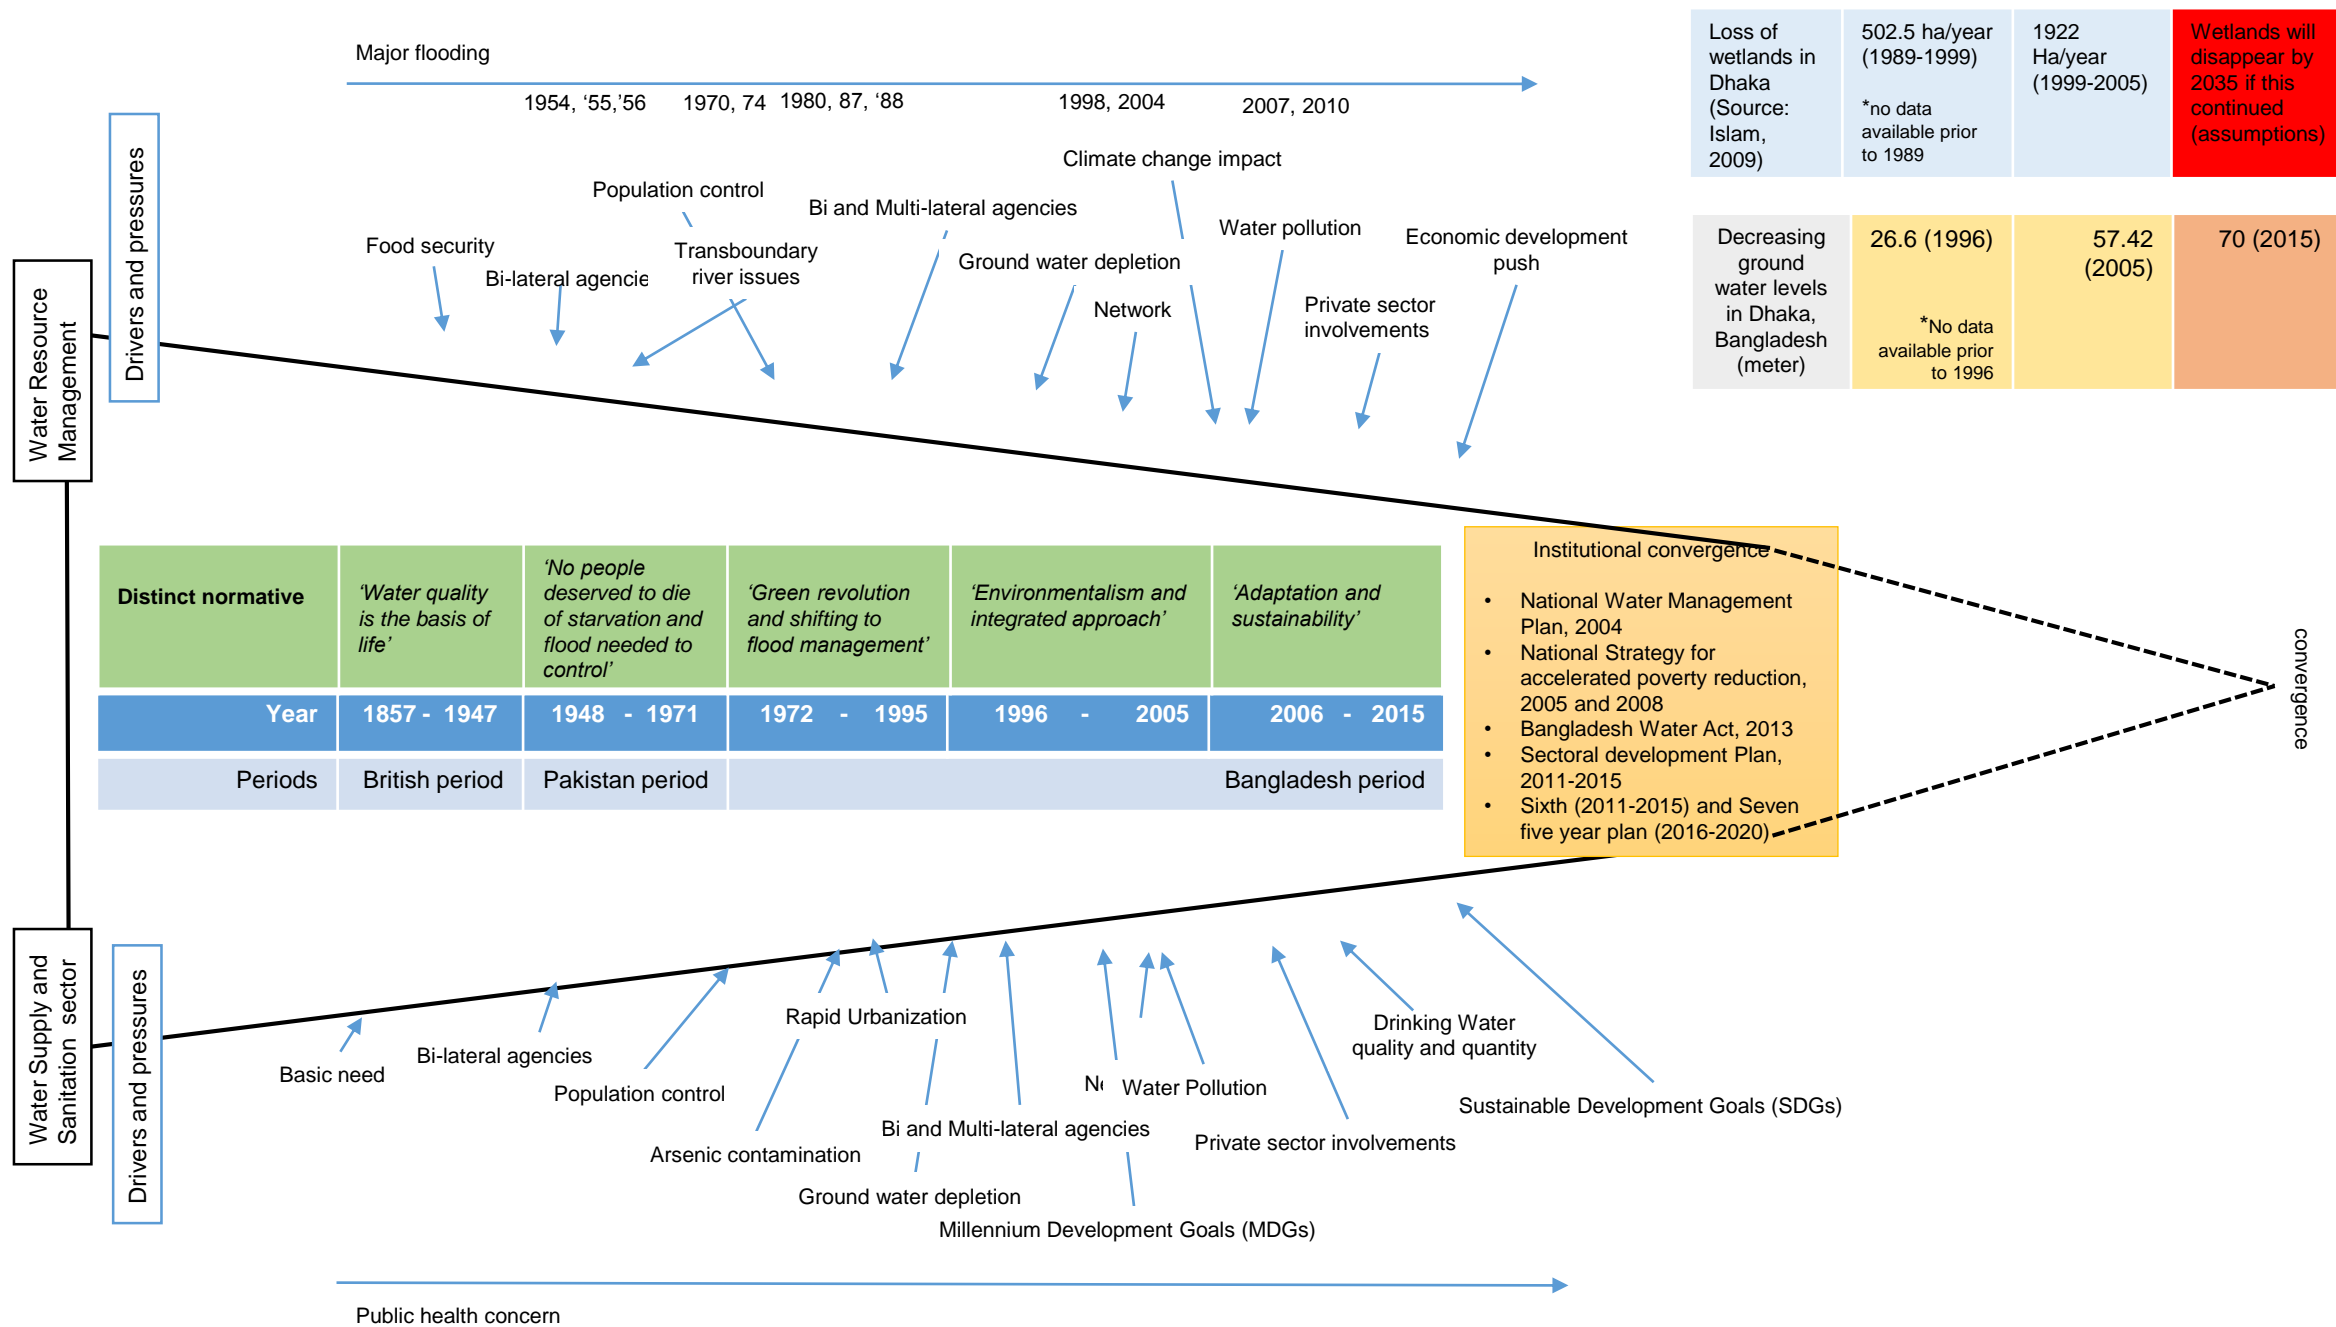 Major flooding
1954, ‘55,’56
1970, 74
1980, 87, ‘88
1998, 2004
2007, 2010
Loss of
wetlands in
Dhaka
(Source:
Islam,
2009)
502.5 ha/year
(1989-1999)
*no data
available prior
to 1989
1922
Ha/year
(1999-2005)
Wetlands will
disappear by
2035 if this
continued
(assumptions)
Decreasing
ground
water levels
in Dhaka,
Bangladesh
(meter)
26.6 (1996)
*No data
available prior
to 1996
57.42
(2005)
70 (2015)
Water Resource
Management
Drivers and pressures
Food security
Bi-lateral agencie
Population control
Transboundary
river issues
Bi and Multi-lateral agencies
Ground water depletion
Network
Climate change impact
Water pollution
Private sector
involvements
Economic development
push
Distinct normative
‘Water quality
is the basis of
life’
‘No people
deserved to die
of starvation and
flood needed to
control’
‘Green revolution
and shifting to
flood management’
‘Environmentalism and
integrated approach’
‘Adaptation and
sustainability’
Year
1857 - 1947
1948 - 1971
1972 - 1995
1996 - 2005
2006 - 2015
Periods
British period
Pakistan period
Bangladesh period
Institutional convergence
• National Water Management
Plan, 2004
• National Strategy for
accelerated poverty reduction,
2005 and 2008
• Bangladesh Water Act, 2013
• Sectoral development Plan,
2011-2015
• Sixth (2011-2015) and Seven
five year plan (2016-2020)
convergence
Water Supply and
Sanitation sector
Drivers and pressures
Basic need
Bi-lateral agencies
Population control
Arsenic contamination
Rapid Urbanization
Ground water depletion
Bi and Multi-lateral agencies
Millennium Development Goals (MDGs)
Water Pollution
Private sector involvements
Drinking Water
quality and quantity
Sustainable Development Goals (SDGs)
Public health concern